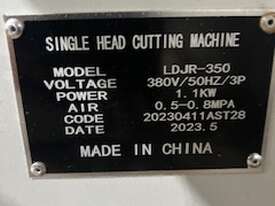 SINGLE HEAD CUTTING MACHINE
MODEL LDJR-350
VOLTAGE 380V/50HZ/3P
POWER 1.1KW
AIR 0.5-0.8MPA
CODE 20230411AST28
DATE 2023.5
MADE IN CHINA